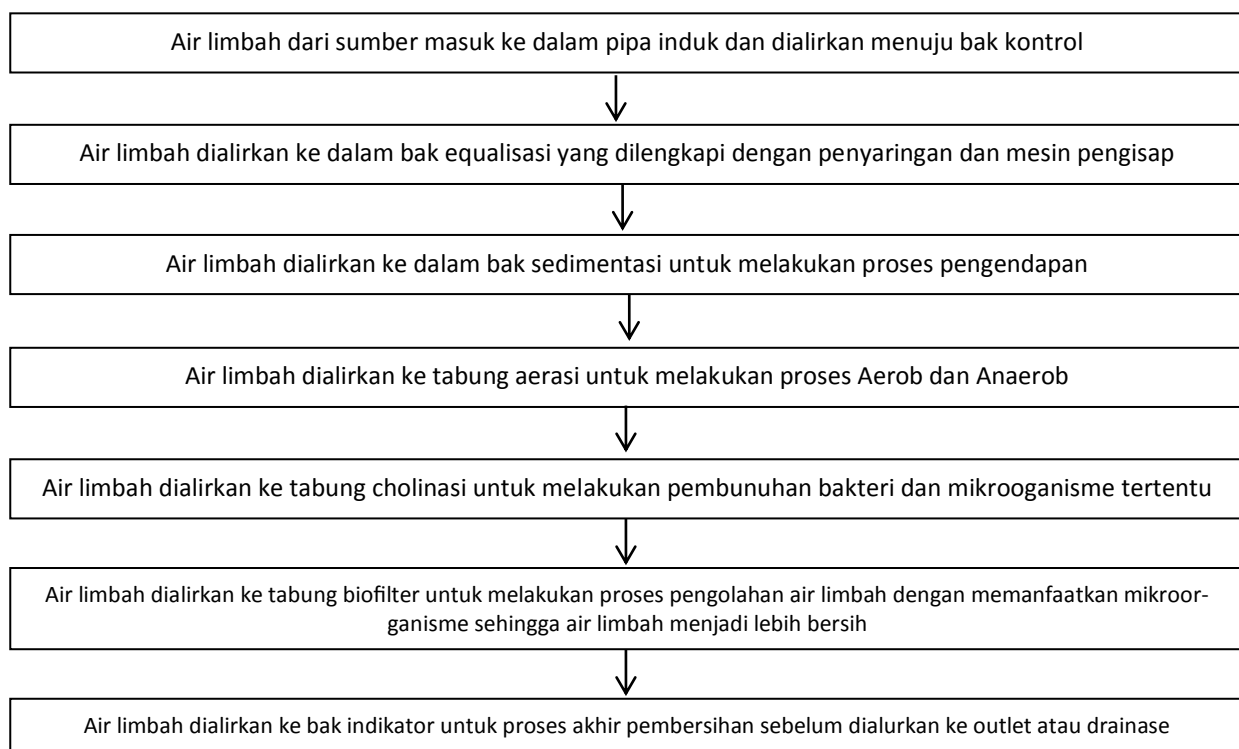 Air limbah dari sumber masuk ke dalam pipa induk dan dialirkan menuju bak kontrol
Air limbah dialirkan ke dalam bak equalisasi yang dilengkapi dengan penyaringan dan mesin pengisap
Air limbah dialirkan ke dalam bak sedimentasi untuk melakukan proses pengendapan
Air limbah dialirkan ke tabung aerasi untuk melakukan proses Aerob dan Anaerob
Air limbah dialirkan ke tabung cholinasi untuk melakukan pembunuhan bakteri dan mikrooganisme tertentu
Air limbah dialirkan ke tabung biofilter untuk melakukan proses pengolahan air limbah dengan memanfaatkan mikroor-
ganisme sehingga air limbah menjadi lebih bersih
Air limbah dialirkan ke bak indikator untuk proses akhir pembersihan sebelum dialurkan ke outlet atau drainase